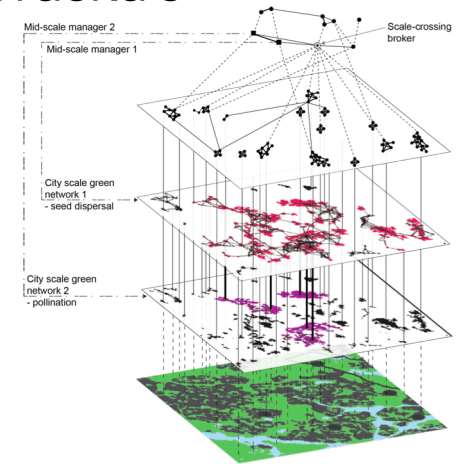 Mid-scale manager 2
Mid-scale manager 1
Scale-crossing
broker
City scale green
network 1
- seed dispersal
City scale green
network 2
- pollination